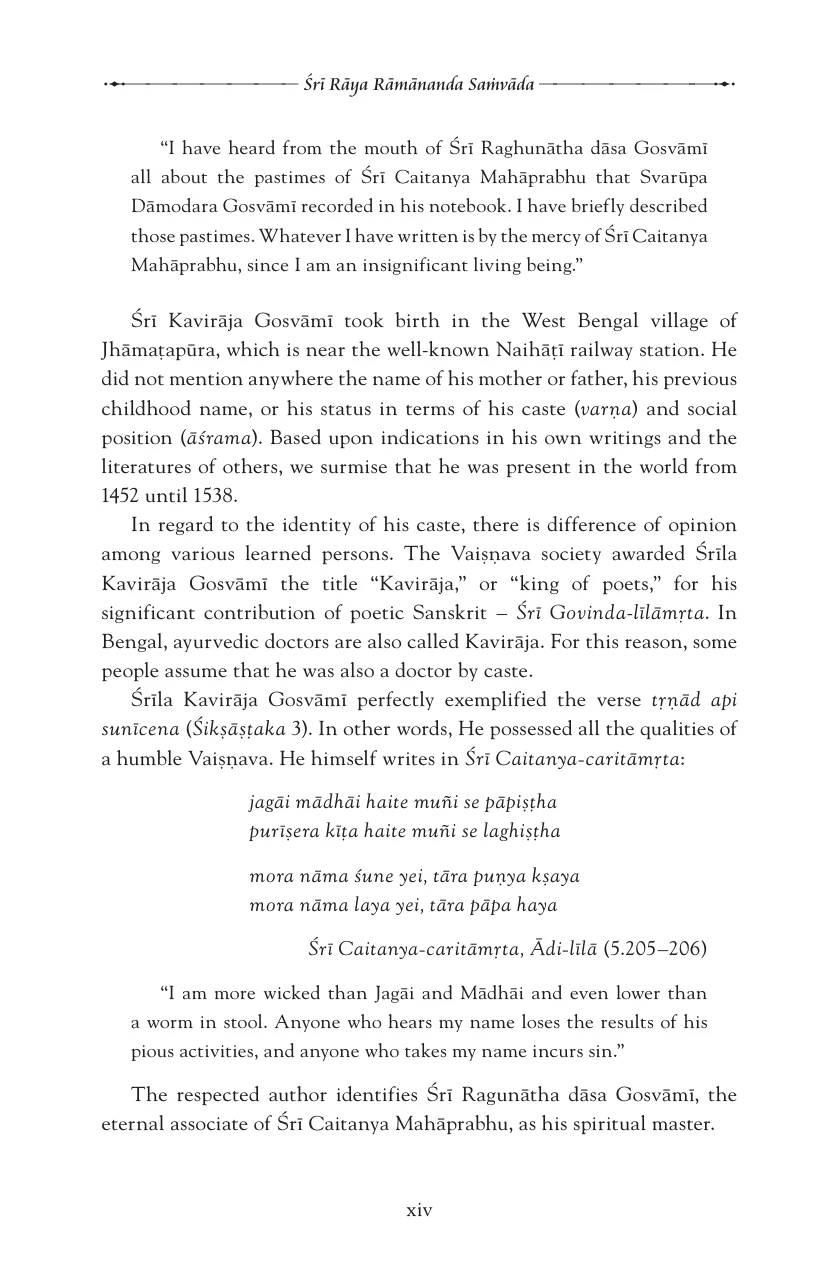 Śrī Rāya Rāmānanda Saṁvāda
“I have heard from the mouth of Śrī Raghunātha dāsa Gosvāmī
all about the pastimes of Śrī Caitanya Mahāprabhu that Svarūpa
Dāmodara Gosvāmī recorded in his notebook. I have briefly described
those pastimes. Whatever I have written is by the mercy of Śrī Caitanya
Mahāprabhu, since I am an insignificant living being.”
Śrī Kavirāja Gosvāmī took birth in the West Bengal village of
Jhāmaṭapūra, which is near the well-known Naihāṭī railway station. He
did not mention anywhere the name of his mother or father, his previous
childhood name, or his status in terms of his caste (varṇa) and social
position (āśrama). Based upon indications in his own writings and the
literatures of others, we surmise that he was present in the world from
1452 until 1538.
In regard to the identity of his caste, there is difference of opinion
among various learned persons. The Vaiṣṇava society awarded Śrīla
Kavirāja Gosvāmī the title “Kavirāja,” or “king of poets,” for his
significant contribution of poetic Sanskrit – Śrī Govinda-līlāmṛta. In
Bengal, ayurvedic doctors are also called Kavirāja. For this reason, some
people assume that he was also a doctor by caste.
Śrīla Kavirāja Gosvāmī perfectly exemplified the verse tṛṇād api
sunīcena (Śikṣāṣṭaka 3). In other words, He possessed all the qualities of
a humble Vaiṣṇava. He himself writes in Śrī Caitanya-caritāmṛta:
jagāi mādhāi haite muñi se pāpiṣṭha
purīṣera kīṭa haite muñi se laghiṣṭha
mora nāma śune yei, tāra puṇya kṣaya
mora nāma laya yei, tāra pāpa haya
Śrī Caitanya-caritāmṛta, Ādi-līlā (5.205–206)
“I am more wicked than Jagāi and Mādhāi and even lower than
a worm in stool. Anyone who hears my name loses the results of his
pious activities, and anyone who takes my name incurs sin.”
The respected author identifies Śrī Ragunātha dāsa Gosvāmī, the
eternal associate of Śrī Caitanya Mahāprabhu, as his spiritual master.
xiv